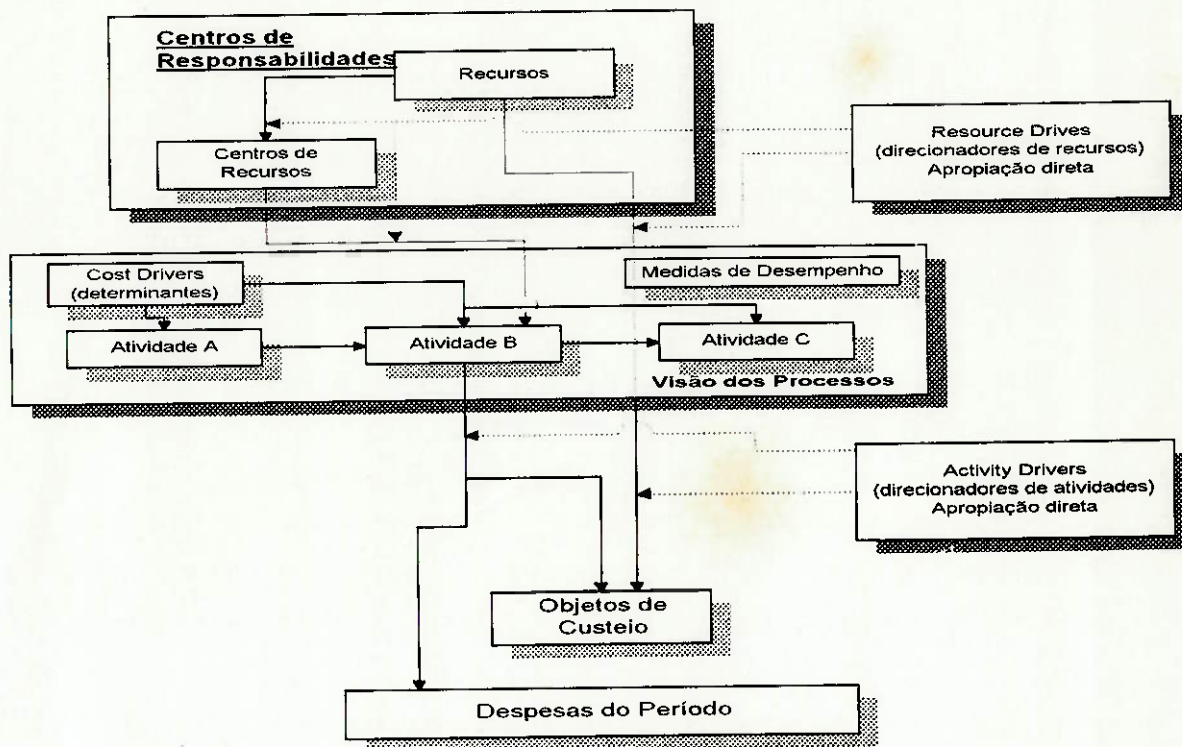 Centros de
Responsabilidades
Recursos
Centros de
Recursos
Resource Drives
(direcionadores de recursos)
Apropiação direta
Cost Drivers
(determinantes)
Medidas de Desempenho
Atividade A
Atividade B
Atividade C
Visão dos Processos
Activity Drivers
(direcionadores de atividades)
Apropiação direta
Objetos de
Custeio
Despesas do Período